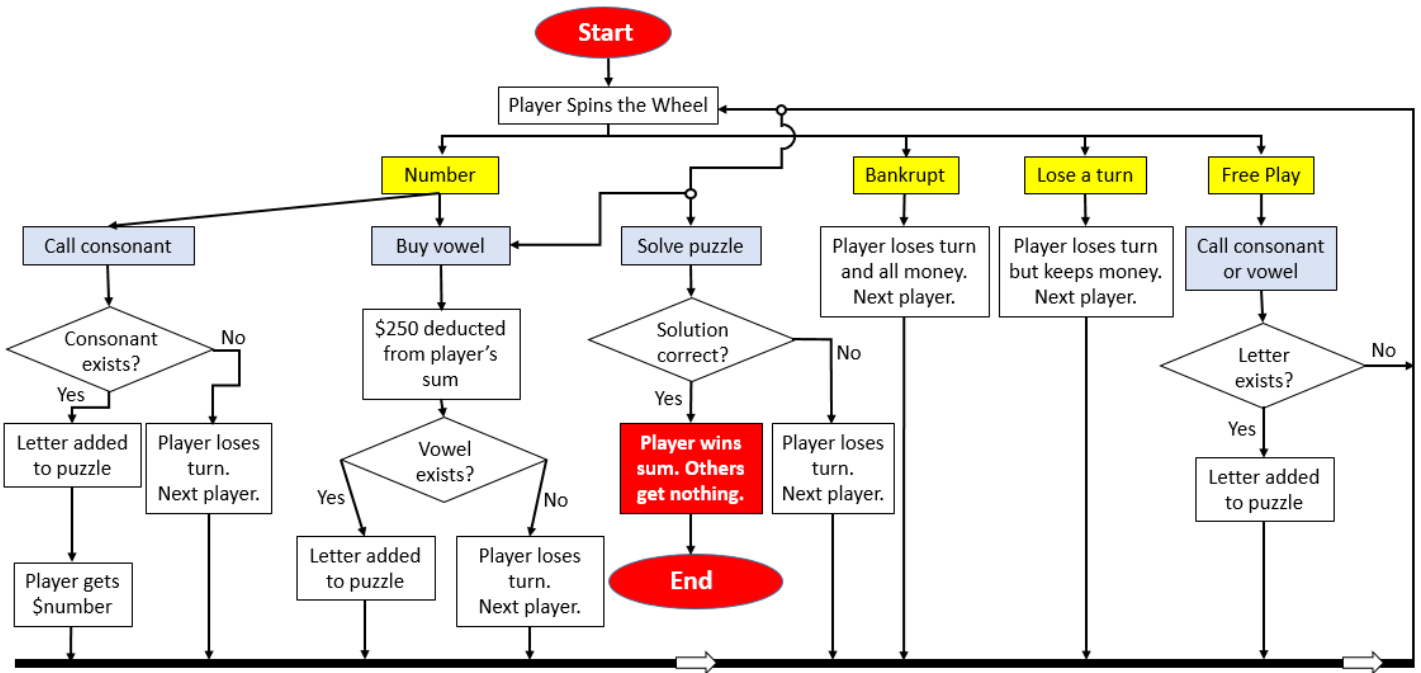 Start
Player Spins the Wheel
Number
Bankrupt
Lose a turn
Free Play
Call consonant
Buy vowel
Solve puzzle
Player loses turn
and all money.
Next player.
Player loses turn
but keeps money.
Next player.
Call consonant
or vowel
Consonant
exists?
No
Yes
$250 deducted
from player's
sum
Solution
correct?
No
Yes
Letter
exists?
No
Yes
Letter added
to puzzle
Player loses
turn.
Next player.
Vowel
exists?
Yes
No
Player wins
sum. Others
get nothing.
Player loses
turn.
Next player.
Letter added
to puzzle
Player gets
$number
Letter added
to puzzle
Player loses
turn.
Next player.
End